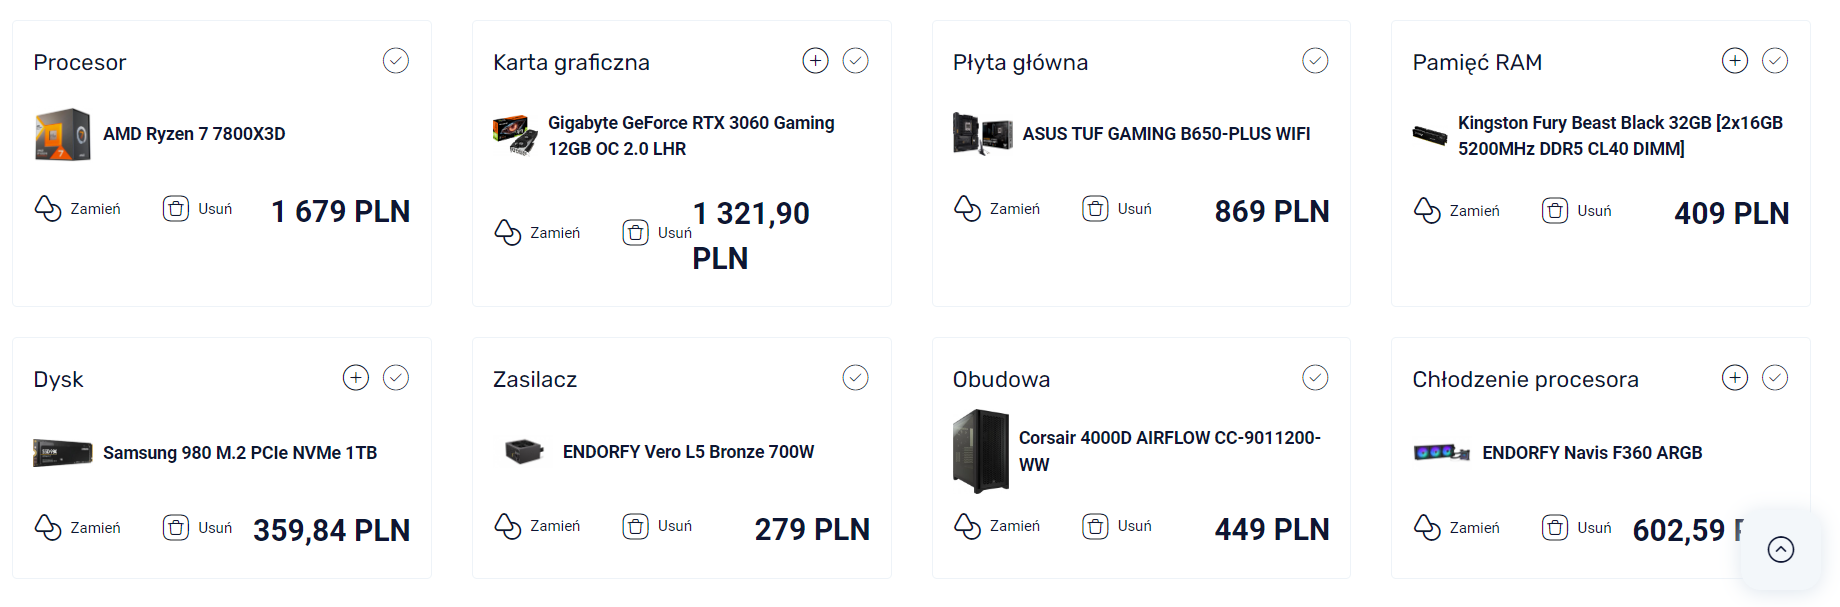 Procesor
AMD Ryzen 7 7800X3D
Zamień
Usuń
1 679 PLN
Karta graficzna
Gigabyte GeForce RTX 3060 Gaming
12GB OC 2.0 LHR
Zamień
Usuń
1 321,90
PLN
Płyta główna
ASUS TUF GAMING B650-PLUS WIFI
Zamień
Usuń
869 PLN
Pamięć RAM
Kingston Fury Beast Black 32GB [2x16GB
5200MHz DDR5 CL40 DIMM]
Zamień
Usuń
409 PLN
Dysk
Samsung 980 M.2 PCIe NVMe 1TB
Zamień
Usuń
359,84 PLN
Zasilacz
ENDORFY Vero L5 Bronze 700W
Zamień
Usuń
279 PLN
Obudowa
Corsair 4000D AIRFLOW CC-9011200-
WW
Zamień
Usuń
449 PLN
Chłodzenie procesora
ENDORFY Navis F360 ARGB
Zamień
Usuń
602,59